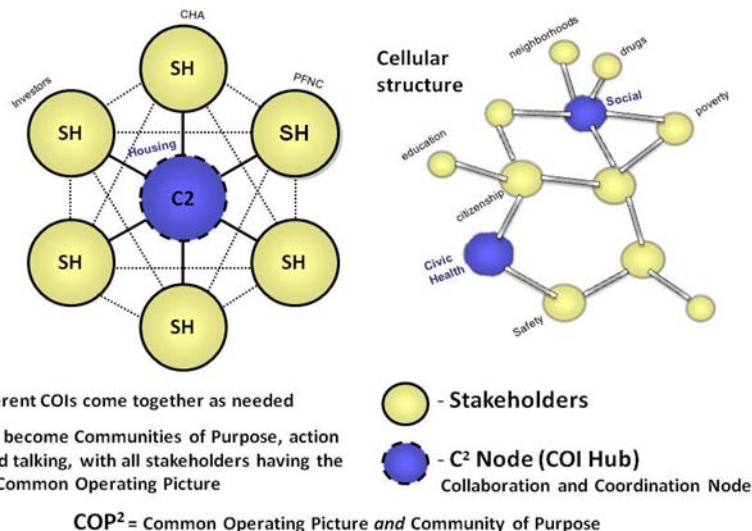 CHA
SH
Investors
PFNC
SH
SH
Housing
C2
SH
SH
SH
Cellular
structure
neighborhoods
drugs
Social
poverty
education
citizenship
Civic
Health
Safety
erent COIs come together as needed
become Communities of Purpose, action
d talking, with all stakeholders having the
Common Operating Picture
- Stakeholders
- C² Node (COI Hub)
Collaboration and Coordination Node
COP² = Common Operating Picture and Community of Purpose